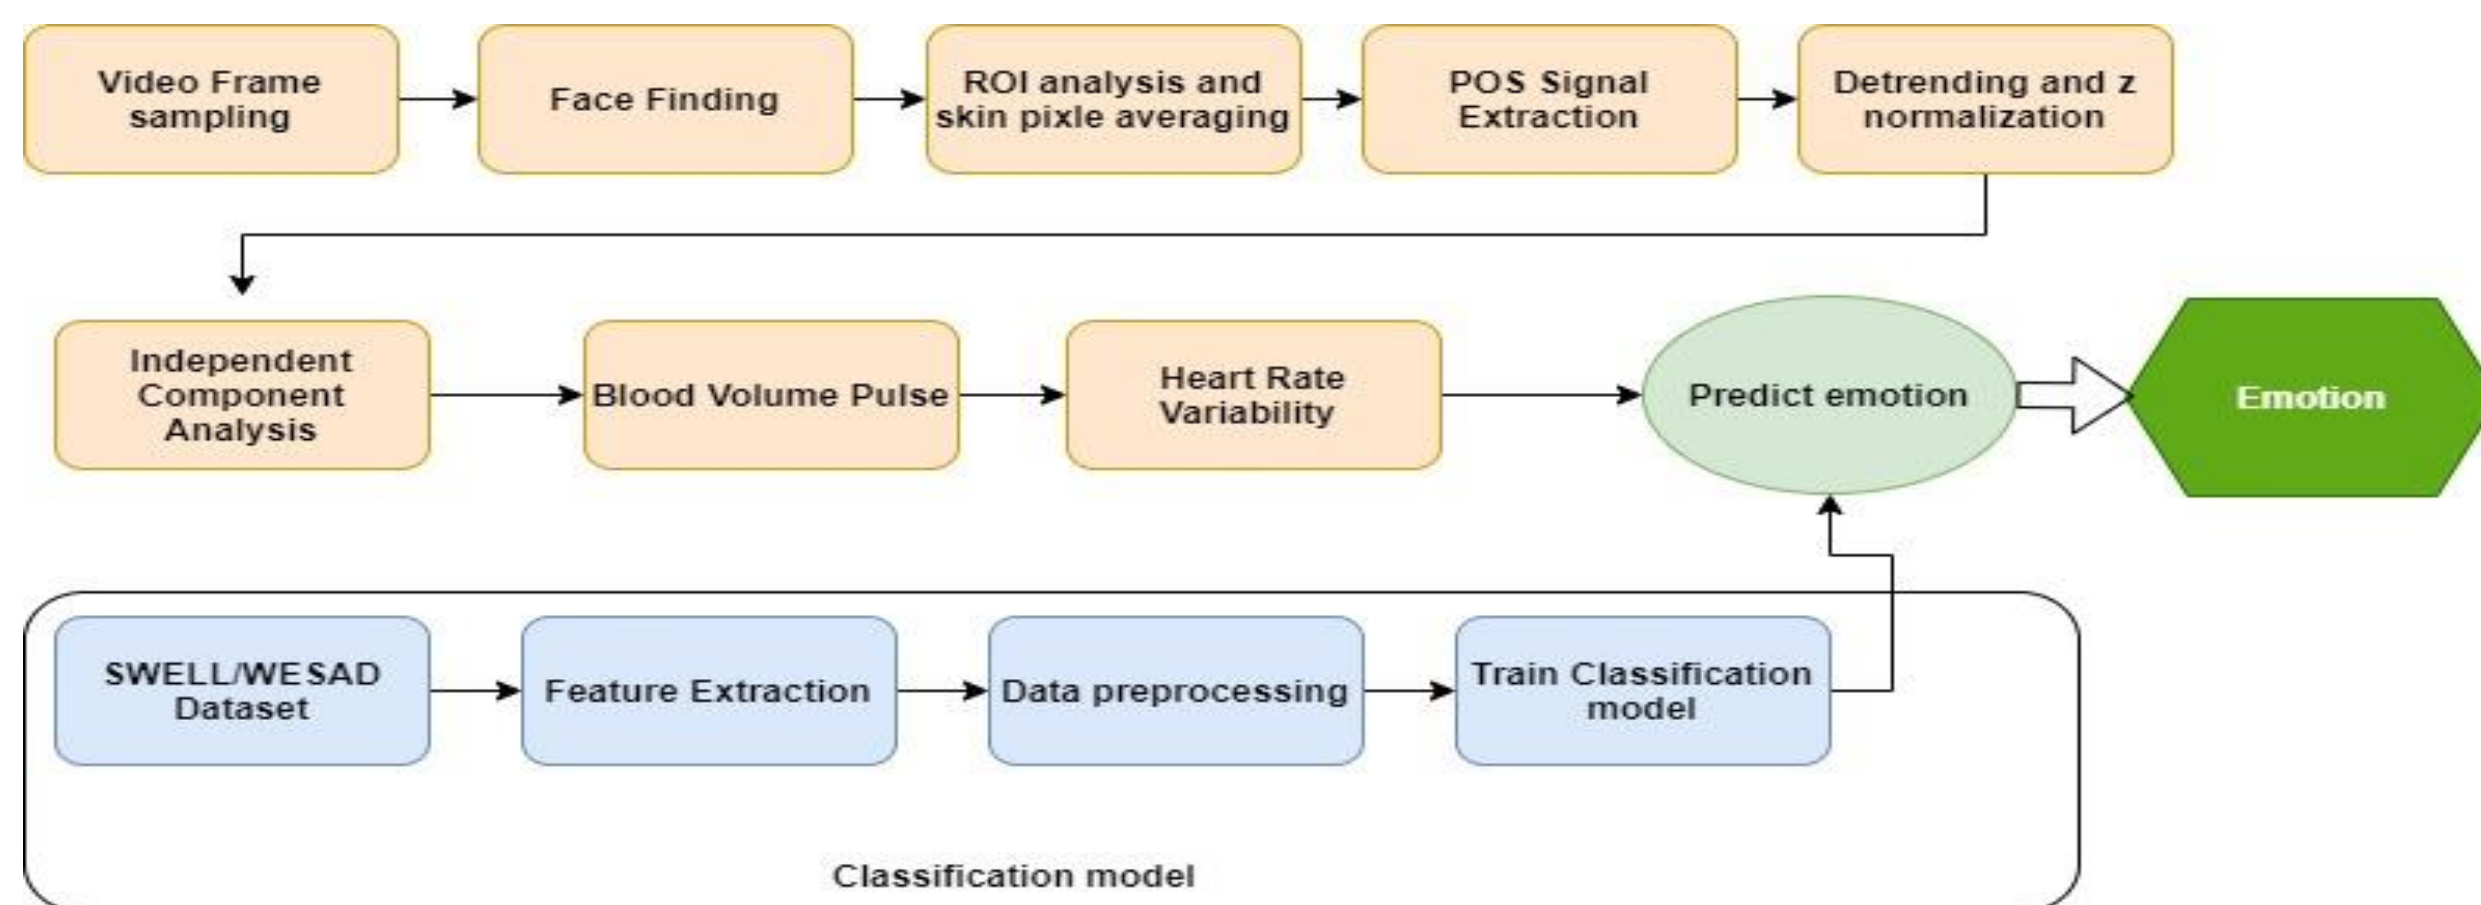 Video Frame
sampling
Face Finding
ROI analysis and
skin pixle averaging
POS Signal
Extraction
Detrending and z
normalization
Independent
Component
Analysis
Blood Volume Pulse
Heart Rate
Variability
Predict emotion
Emotion
SWELL/WESAD
Dataset
Feature Extraction
Data preprocessing
Train Classification
model
Classification model